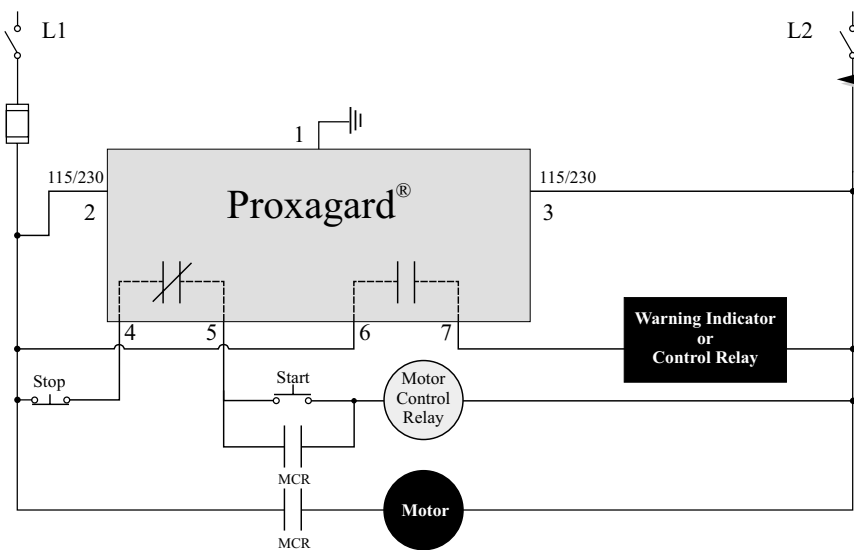 L1
L2
1
115/230
115/230
Proxagard®
2
3
4
5
6
7
Warning Indicator
or
Control Relay
Stop
Start
Motor
Control
Relay
MCR
Motor
MCR